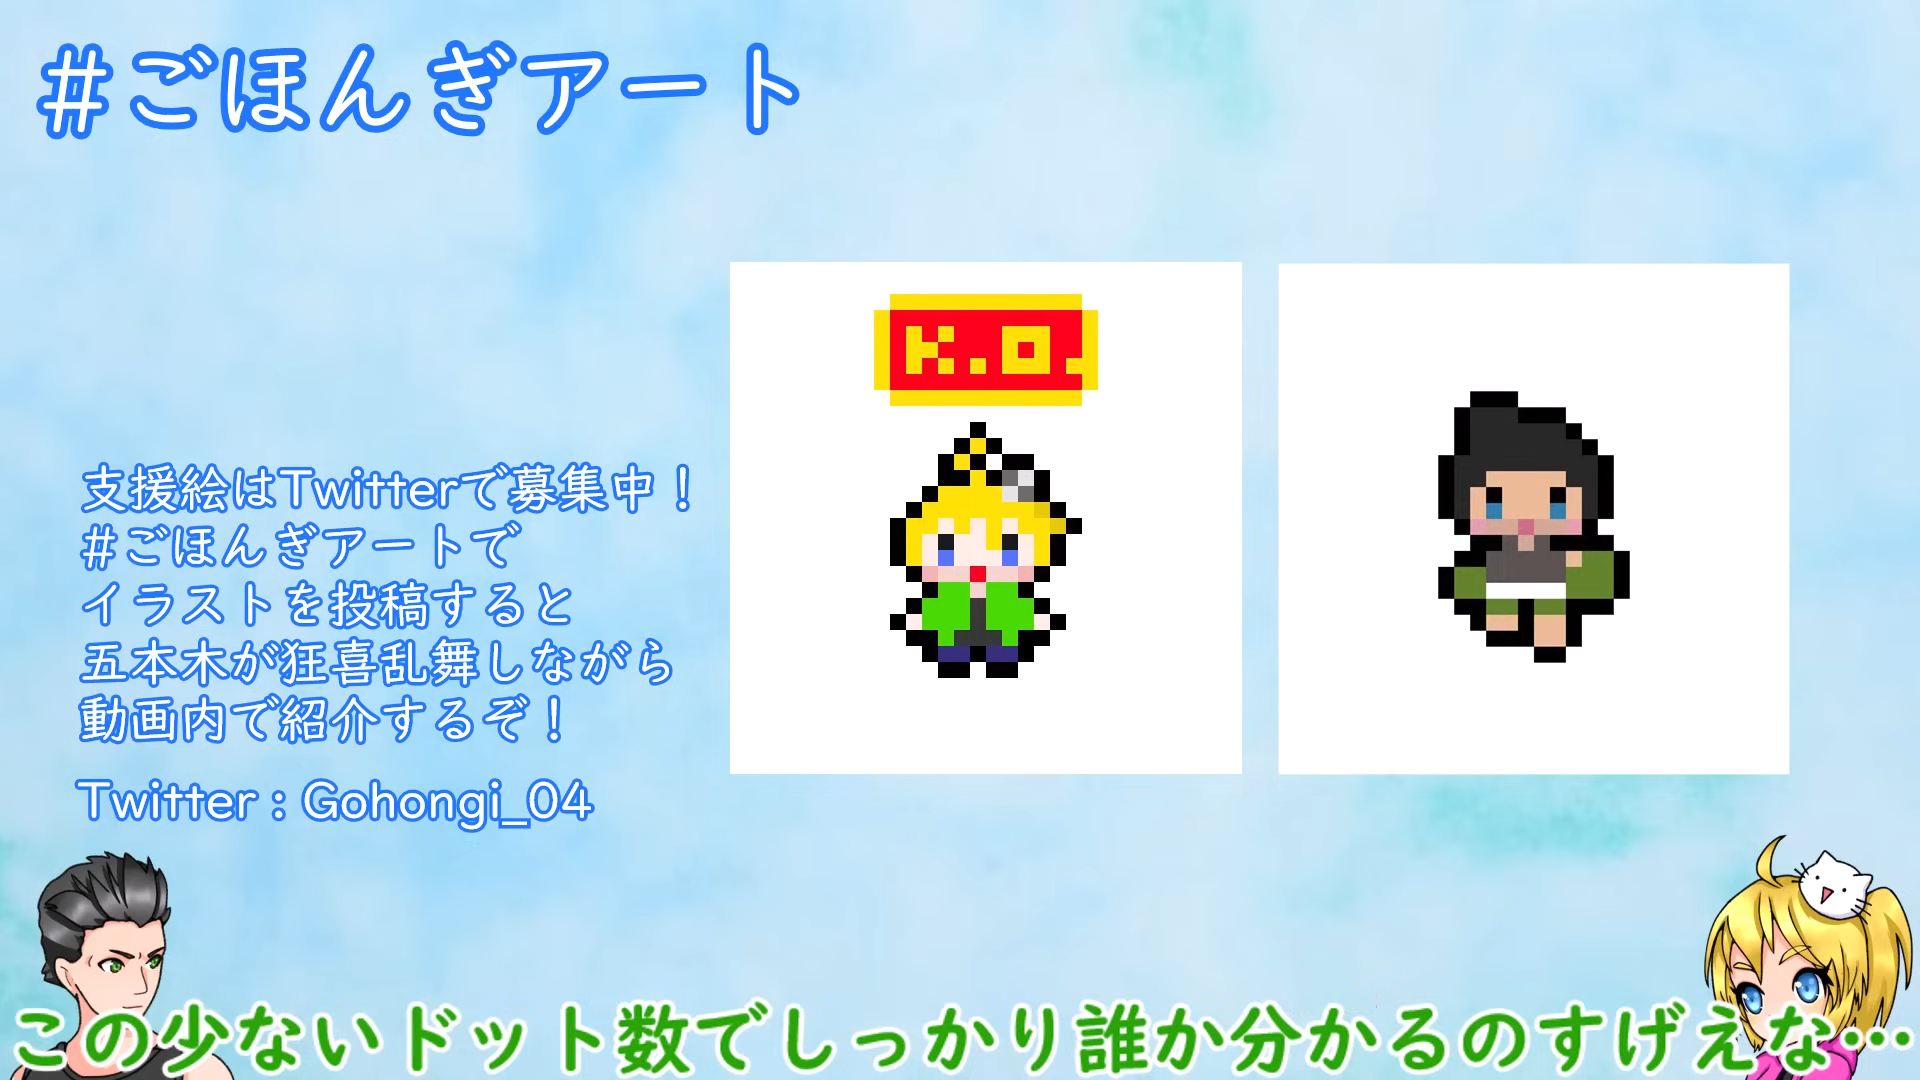 #ごほんぎアート
K.O.
支援絵はTwitterで募集中！
#ごほんぎアートで
イラストを投稿すると
五本木が狂喜乱舞しながら
動画内で紹介するぞ！
Twitter : Gohongi_04
この少ないドット数でしっかり誰か分かるのすげえな…